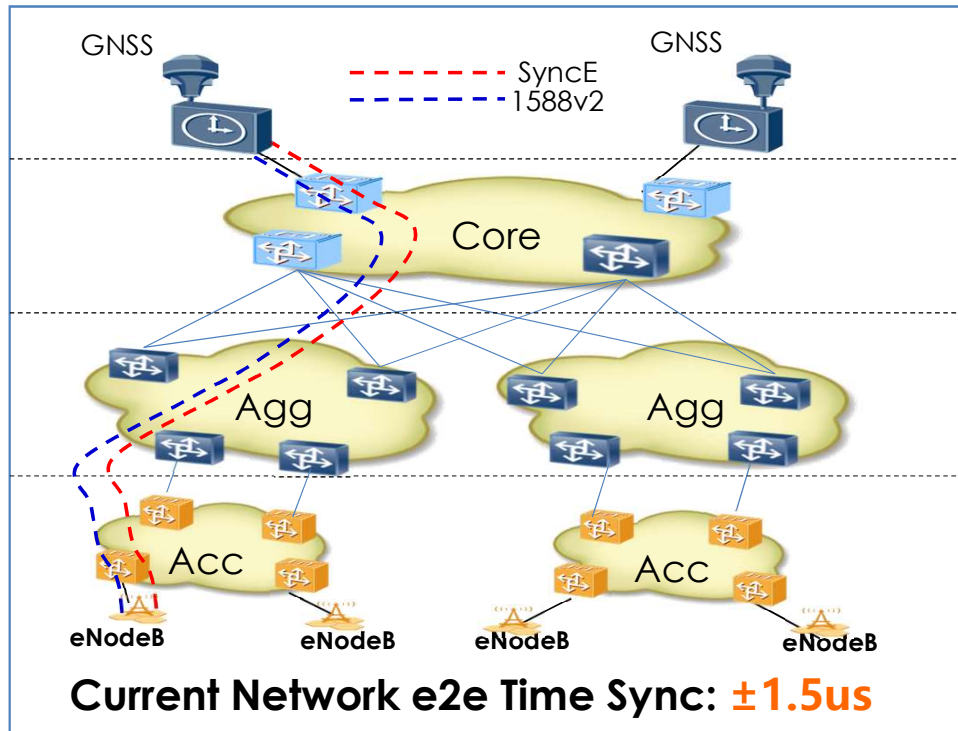 GNSS
GNSS
SyncE
1588v2
Core
Agg
Agg
Acc
Acc
eNodeB
eNodeB
eNodeB
eNodeB
Current Network e2e Time Sync: ±1.5us